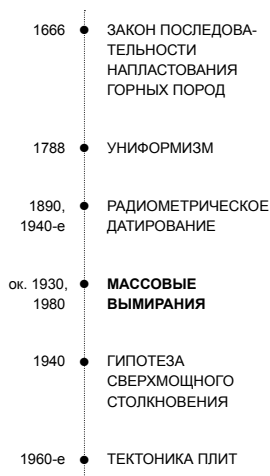 1666 ЗАКОН ПОСЛЕДОВА-
ТЕЛЬНОСТИ
НАПЛАСТОВАНИЯ
ГОРНЫХ ПОРОД
1788 УНИФОРМИЗМ
1890, РАДИОМЕТРИЧЕСКОЕ
1940-е ДАТИРОВАНИЕ
ок. 1930, МАССОВЫЕ
1980 ВЫМИРАНИЯ
1940 ГИПОТЕЗА
СВЕРХМОЩНОГО
СТОЛКНОВЕНИЯ
1960-е ТЕКТОНИКА ПЛИТ